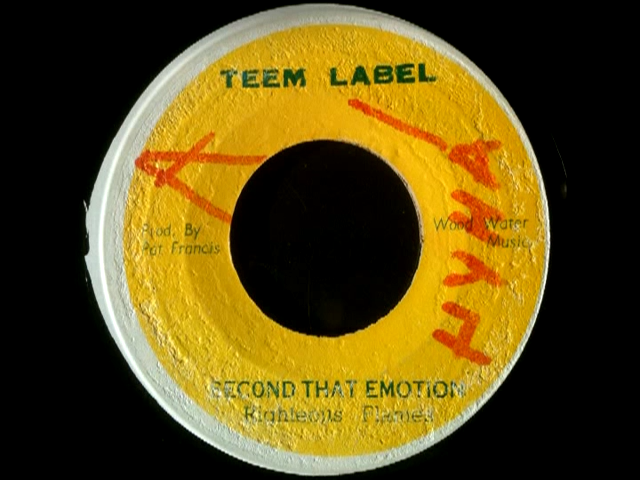 TEEM LABEL
Prod. By
Pat Francis
Wood Water
Music
SECOND THAT EMOTION
Righteous Flames